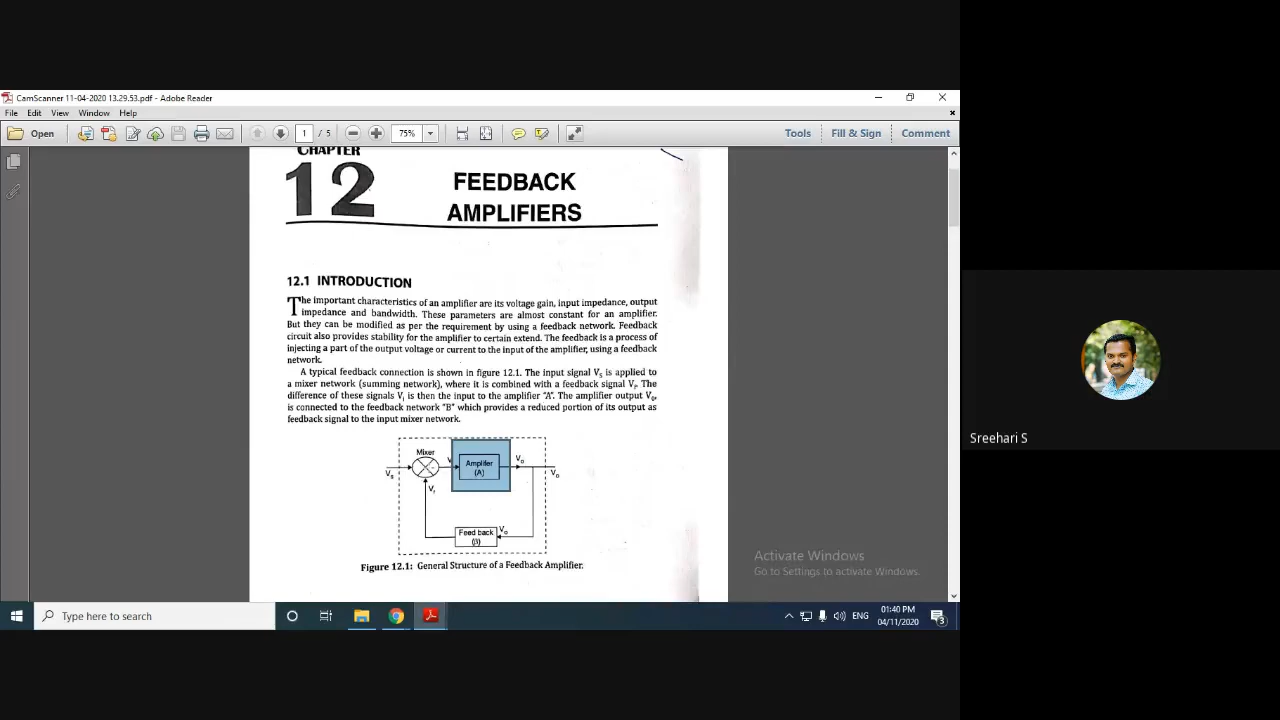 CamScanner 11-04-2020 13.29.53.pdf - Adobe Reader
File Edit View Window Help
Open 1 / 5 75% Tools Fill & Sign Comment
CHAPTER
12
FEEDBACK
AMPLIFIERS
12.1 INTRODUCTION
The important characteristics of an amplifier are its voltage gain, input impedance, output
impedance and bandwidth. These parameters are almost constant for an amplifier.
But they can be modified as per the requirement by using a feedback network. Feedback
circuit also provides stability for the amplifier to certain extend. The feedback is a process of
injecting a part of the output voltage or current to the input of the amplifier, using a feedback
network.
A typical feedback connection is shown in figure 12.1. The input signal Vs is applied to
a mixer network (summing network), where it is combined with a feedback signal Vf. The
difference of these signals Vi is then the input to the amplifier "A". The amplifier output Vo,
is connected to the feedback network "B" which provides a reduced portion of its output as
feedback signal to the input mixer network.
Mixer
Amplifer
(A)
Vo
Vs
V
Vo
Vf
Feed back
(β)
Vo
Figure 12.1: General Structure of a Feedback Amplifier.
Activate Windows
Go to Settings to activate Windows.
Sreehari S
Type here to search
ENG
01:40 PM
04/11/2020
3